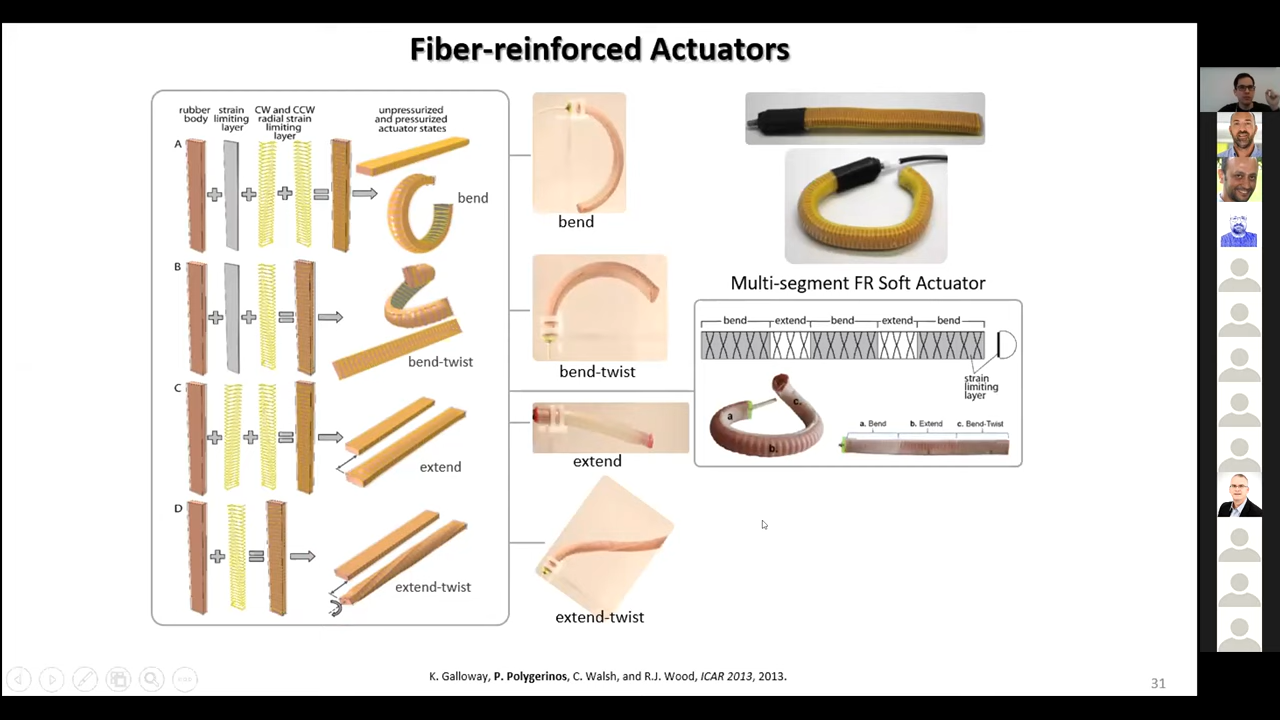 Fiber-reinforced Actuators
rubber body
strain limiting layer
CW and CCW radial strain limiting layer
unpressurized and pressurized actuator states
A
bend
B
bend-twist
C
extend
D
extend-twist
bend
bend-twist
extend
extend-twist
Multi-segment FR Soft Actuator
bend extend bend extend bend
strain limiting layer
a
b.
c.
a. Bend b. Extend c. Bend-Twist
K. Galloway, P. Polygerinos, C. Walsh, and R.J. Wood, ICAR 2013, 2013.
31